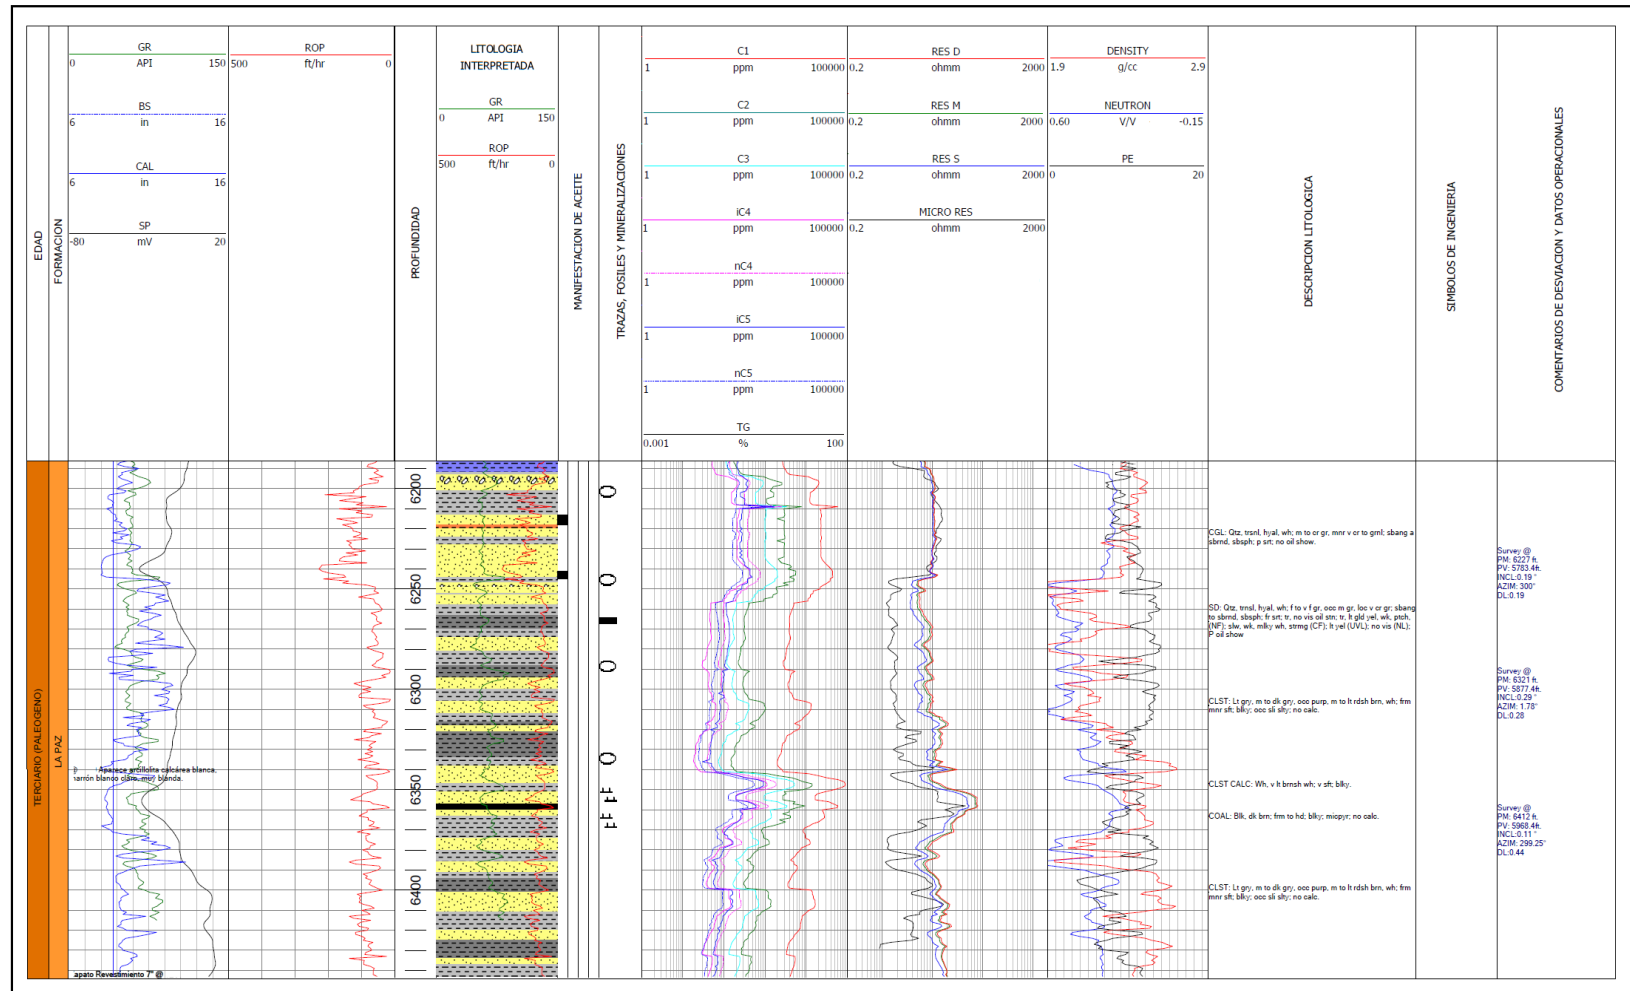 EDAD
FORMACION
GR
0 API 150
BS
6 in 16
CAL
6 in 16
SP
-80 mV 20
ROP
500 ft/hr 0
PROFUNDIDAD
LITOLOGIA
INTERPRETADA
GR
0 API 150
ROP
500 ft/hr 0
MANIFESTACION DE ACEITE
TRAZAS, FOSILES Y MINERALIZACIONES
C1
1 ppm 100000
C2
1 ppm 100000
C3
1 ppm 100000
iC4
1 ppm 100000
nC4
1 ppm 100000
iC5
1 ppm 100000
nC5
1 ppm 100000
TG
0.001 % 100
RES D
0.2 ohmm 2000
RES M
0.2 ohmm 2000
RES S
0.2 ohmm 2000
MICRO RES
0.2 ohmm 2000
DENSITY
1.9 g/cc 2.9
NEUTRON
0.60 V/V -0.15
PE
0 20
DESCRIPCION LITOLOGICA
SIMBOLOS DE INGENIERIA
COMENTARIOS DE DESVIACION Y DATOS OPERACIONALES
TERCIARIO (PALEOGENO)
LA PAZ
Aparece arcillolita calcárea blanca,
marrón blanco claro, muy blanda.
apato Revestimiento 7" @
6200
6250
6300
6350
6400
CGL: Qtz, trsnl, hyal, wh; m to cr gr, mnr v cr to grnl; sbang a
sbrnd, sbsph; p srt; no oil show.
SD: Qtz, trnsl, hyal, wh; f to v f gr, occ m gr, loc v cr gr; sbang
to sbrnd, sbsph; fr srt; tr, no vis oil stn; tr, lt gld yel, wk, ptch,
(NF); slw, wk, mlky wh, strmg (CF); lt yel (UVL); no vis (NL);
P oil show
CLST: Lt gry, m to dk gry, occ purp, m to lt rdsh brn, wh; frm
mnr sft; blky; occ sli slty; no calc.
CLST CALC: Wh, v lt brnsh wh; v sft; blky.
COAL: Blk, dk brn; frm to hd; blky; micpyr; no calc.
CLST: Lt gry, m to dk gry, occ purp, m to lt rdsh brn, wh; frm
mnr sft; blky; occ sli slty; no calc.
Survey @
PM: 6227 ft.
PV: 5783.4ft.
INCL:0.19 °
AZIM: 300°
DL:0.19
Survey @
PM: 6321 ft.
PV: 5877.4ft.
INCL:0.29 °
AZIM: 1.78°
DL:0.28
Survey @
PM: 6412 ft.
PV: 5968.4ft.
INCL:0.11 °
AZIM: 299.25°
DL:0.44